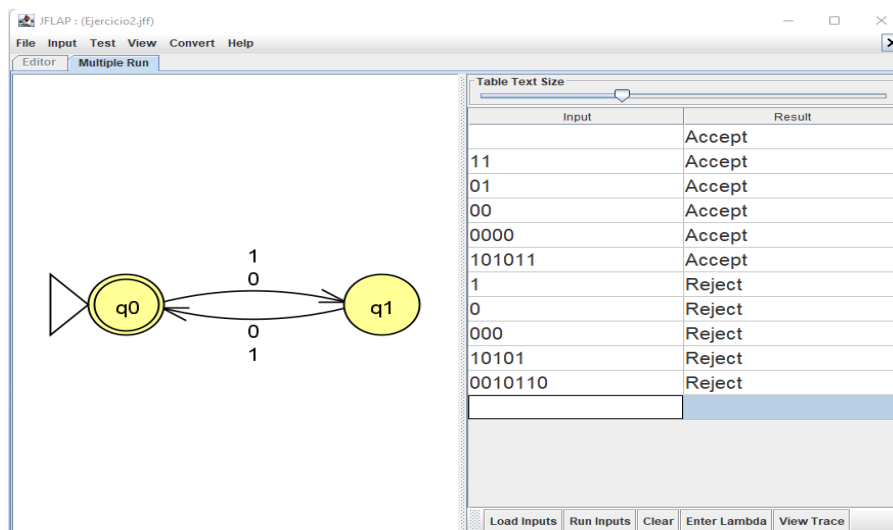 JFLAP : (Ejercicio2.jff)
File Input Test View Convert Help
Editor Multiple Run
Table Text Size
Input Result
Accept
11 Accept
01 Accept
00 Accept
0000 Accept
101011 Accept
1 Reject
0 Reject
000 Reject
10101 Reject
0010110 Reject
1
0
q0 q1
0
1
Load Inputs Run Inputs Clear Enter Lambda View Trace